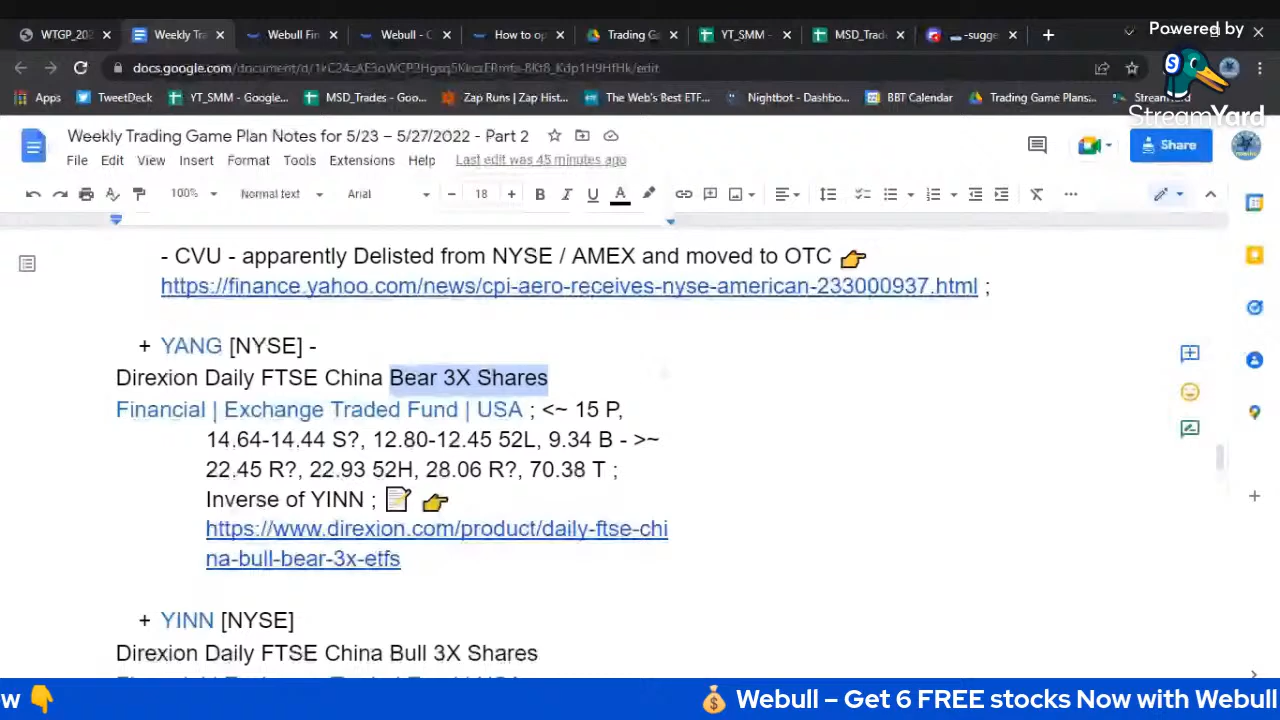 WTGP_202
Weekly Tra
Webull Fin
Webull - C
How to op
Trading Ga
YT_SMM -
MSD_Trad
-sugge
Powered by
docs.google.com
Apps
TweetDeck
YT_SMM - Google...
MSD_Trades - Goo...
Zap Runs | Zap Hist...
The Web's Best ETF...
Nightbot - Dashbo...
BBT Calendar
Trading Game Plans...
StreamYard
StreamYard
Weekly Trading Game Plan Notes for 5/23 – 5/27/2022 - Part 2
Share
File Edit View Insert Format Tools Extensions Help Last edit was 45 minutes ago
100% Normal text Arial 18 B I U A
- CVU - apparently Delisted from NYSE / AMEX and moved to OTC 👉
https://finance.yahoo.com/news/cpi-aero-receives-nyse-american-233000937.html ;
+ YANG [NYSE] -
Direxion Daily FTSE China Bear 3X Shares
Financial | Exchange Traded Fund | USA ; <~ 15 P,
14.64-14.44 S?, 12.80-12.45 52L, 9.34 B - >~
22.45 R?, 22.93 52H, 28.06 R?, 70.38 T ;
Inverse of YINN ; 📝 👉
https://www.direxion.com/product/daily-ftse-chi
na-bull-bear-3x-etfs
+ YINN [NYSE]
Direxion Daily FTSE China Bull 3X Shares
w 👇 💰 Webull – Get 6 FREE stocks Now with Webull